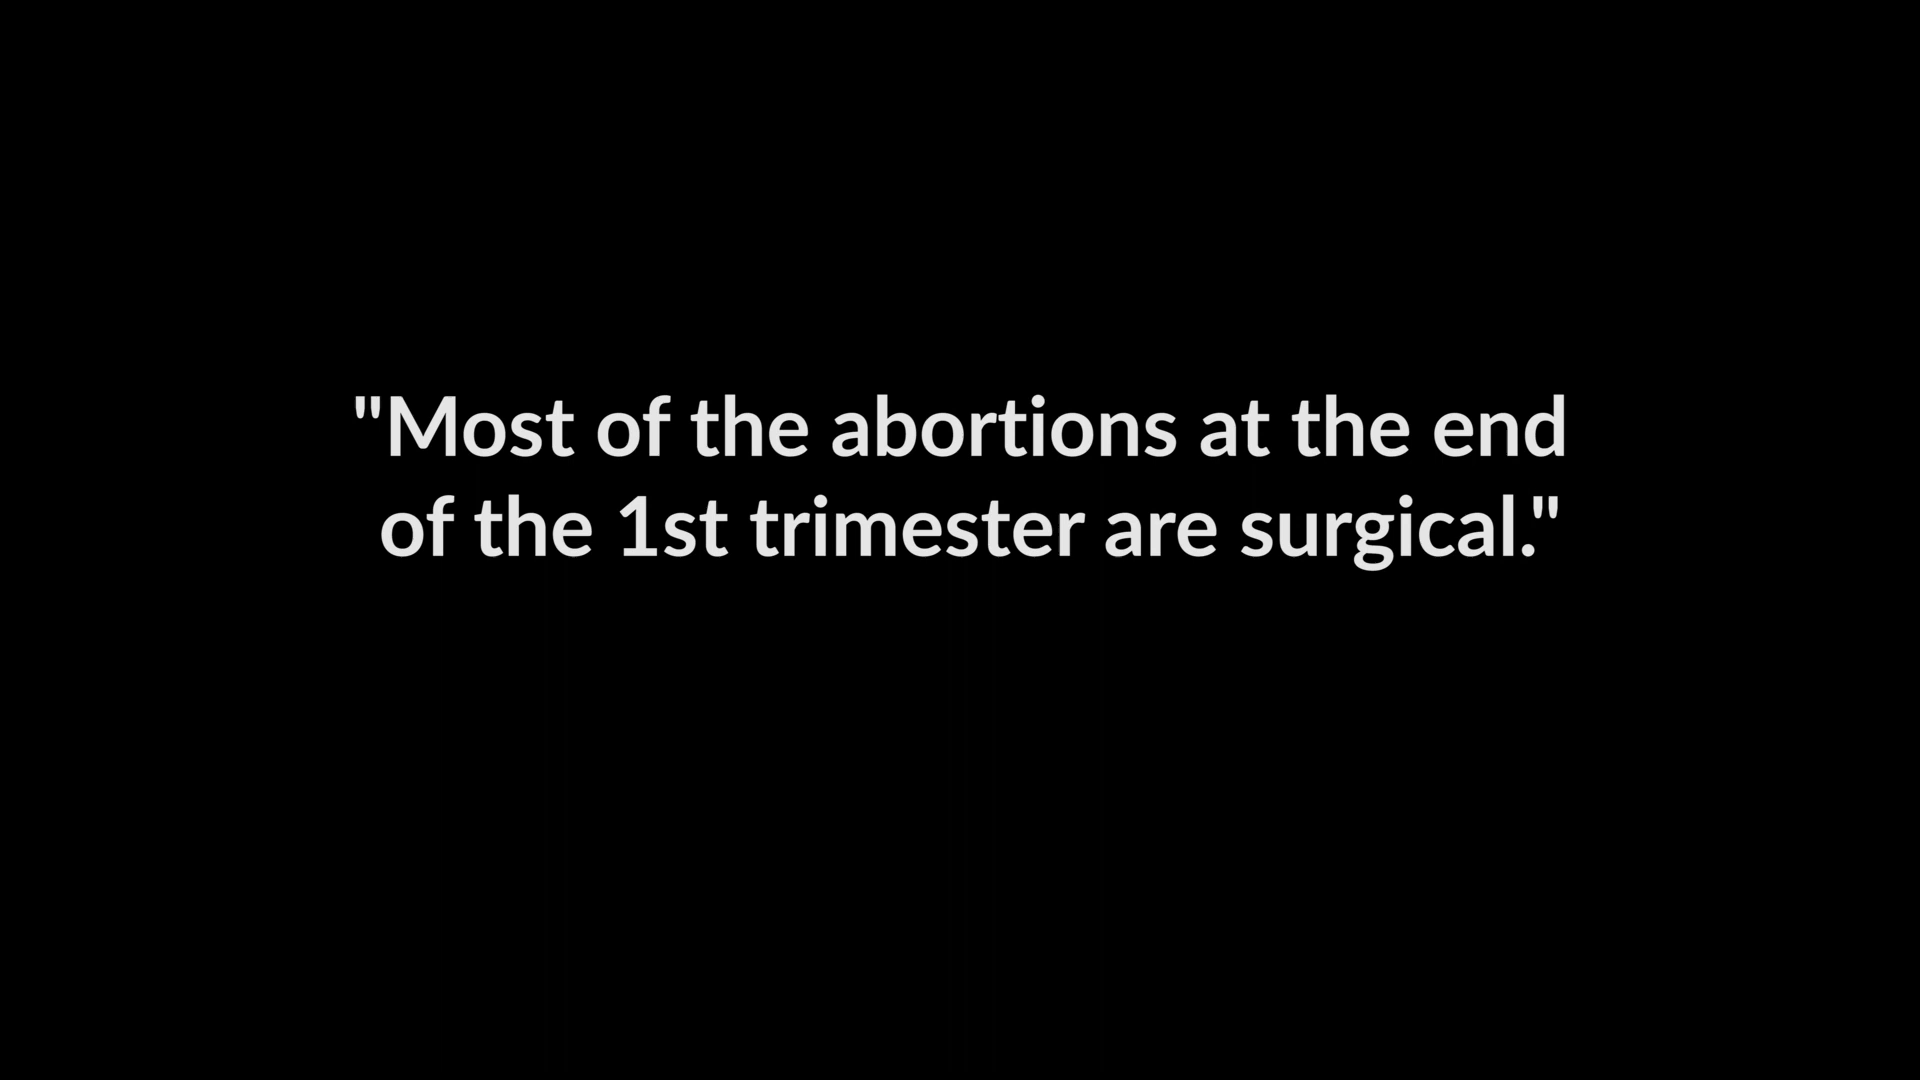 "Most of the abortions at the end
of the 1st trimester are surgical."